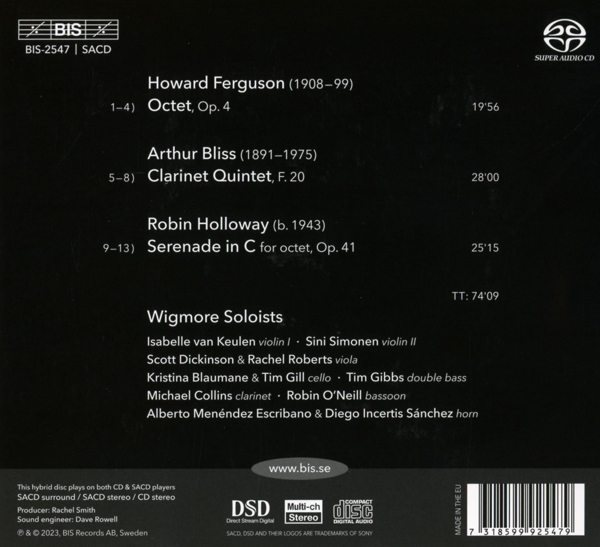 BIS
BIS-2547 | SACD
SUPER AUDIO CD
Howard Ferguson (1908–99)
1–4) Octet, Op. 4 19'56
Arthur Bliss (1891–1975)
5–8) Clarinet Quintet, F. 20 28'00
Robin Holloway (b. 1943)
9–13) Serenade in C for octet, Op. 41 25'15
TT: 74'09
Wigmore Soloists
Isabelle van Keulen violin I · Sini Simonen violin II
Scott Dickinson & Rachel Roberts viola
Kristina Blaumane & Tim Gill cello · Tim Gibbs double bass
Michael Collins clarinet · Robin O'Neill bassoon
Alberto Menéndez Escribano & Diego Incertis Sánchez horn
www.bis.se
This hybrid disc plays on both CD & SACD players
SACD surround / SACD stereo / CD stereo
Producer: Rachel Smith
Sound engineer: Dave Rowell
℗ & © 2023, BIS Records AB, Sweden
DSD
Direct Stream Digital
Multi-ch
Stereo
COMPACT
disc
DIGITAL AUDIO
SACD, DSD AND THEIR LOGOS ARE TRADEMARKS OF SONY
MADE IN THE EU
7 318599 925479